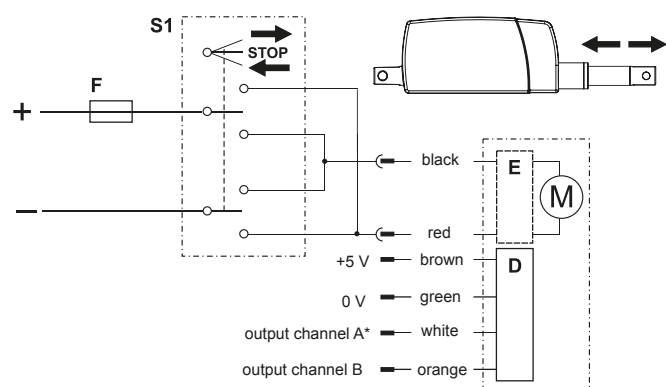 S1
STOP
F
+
–
black
E
M
red
+5 V
brown
D
0 V
green
output channel A*
white
output channel B
orange